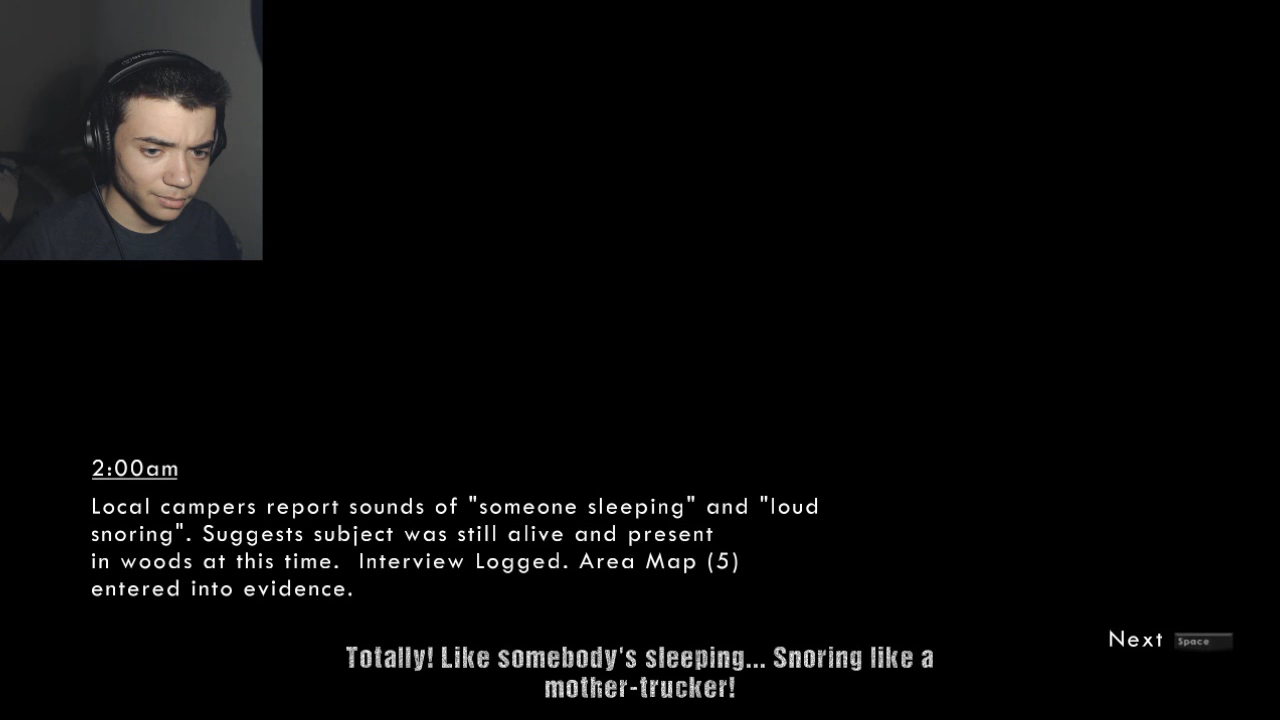 2:00am
Local campers report sounds of "someone sleeping" and "loud
snoring". Suggests subject was still alive and present
in woods at this time.  Interview Logged. Area Map (5)
entered into evidence.
Next Space
Totally! Like somebody's sleeping... Snoring like a
mother-trucker!